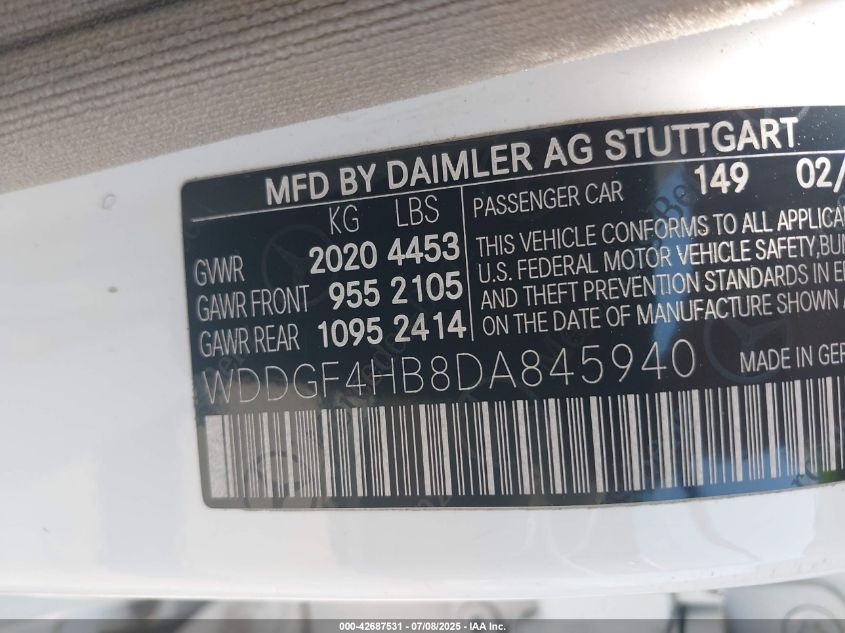 MFD BY DAIMLER AG STUTTGART
KG LBS
GVWR 2020 4453
GAWR FRONT 955 2105
GAWR REAR 1095 2414
PASSENGER CAR 149 02/
THIS VEHICLE CONFORMS TO ALL APPLICA
U.S. FEDERAL MOTOR VEHICLE SAFETY, BUM
AND THEFT PREVENTION STANDARDS IN E
ON THE DATE OF MANUFACTURE SHOWN A
WDDGF4HB8DA845940
MADE IN GER
000-42687531 - 07/08/2025 - IAA Inc.